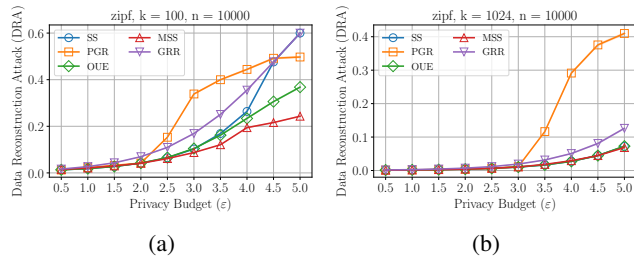 zipf, k = 100, n = 10000
Data Reconstruction Attack (DRA)
SS
PGR
OUE
MSS
GRR
0.6
0.4
0.2
0.0
0.5 1.0 1.5 2.0 2.5 3.0 3.5 4.0 4.5 5.0
Privacy Budget (ε)
(a)
zipf, k = 1024, n = 10000
Data Reconstruction Attack (DRA)
SS
PGR
OUE
MSS
GRR
0.4
0.3
0.2
0.1
0.0
0.5 1.0 1.5 2.0 2.5 3.0 3.5 4.0 4.5 5.0
Privacy Budget (ε)
(b)